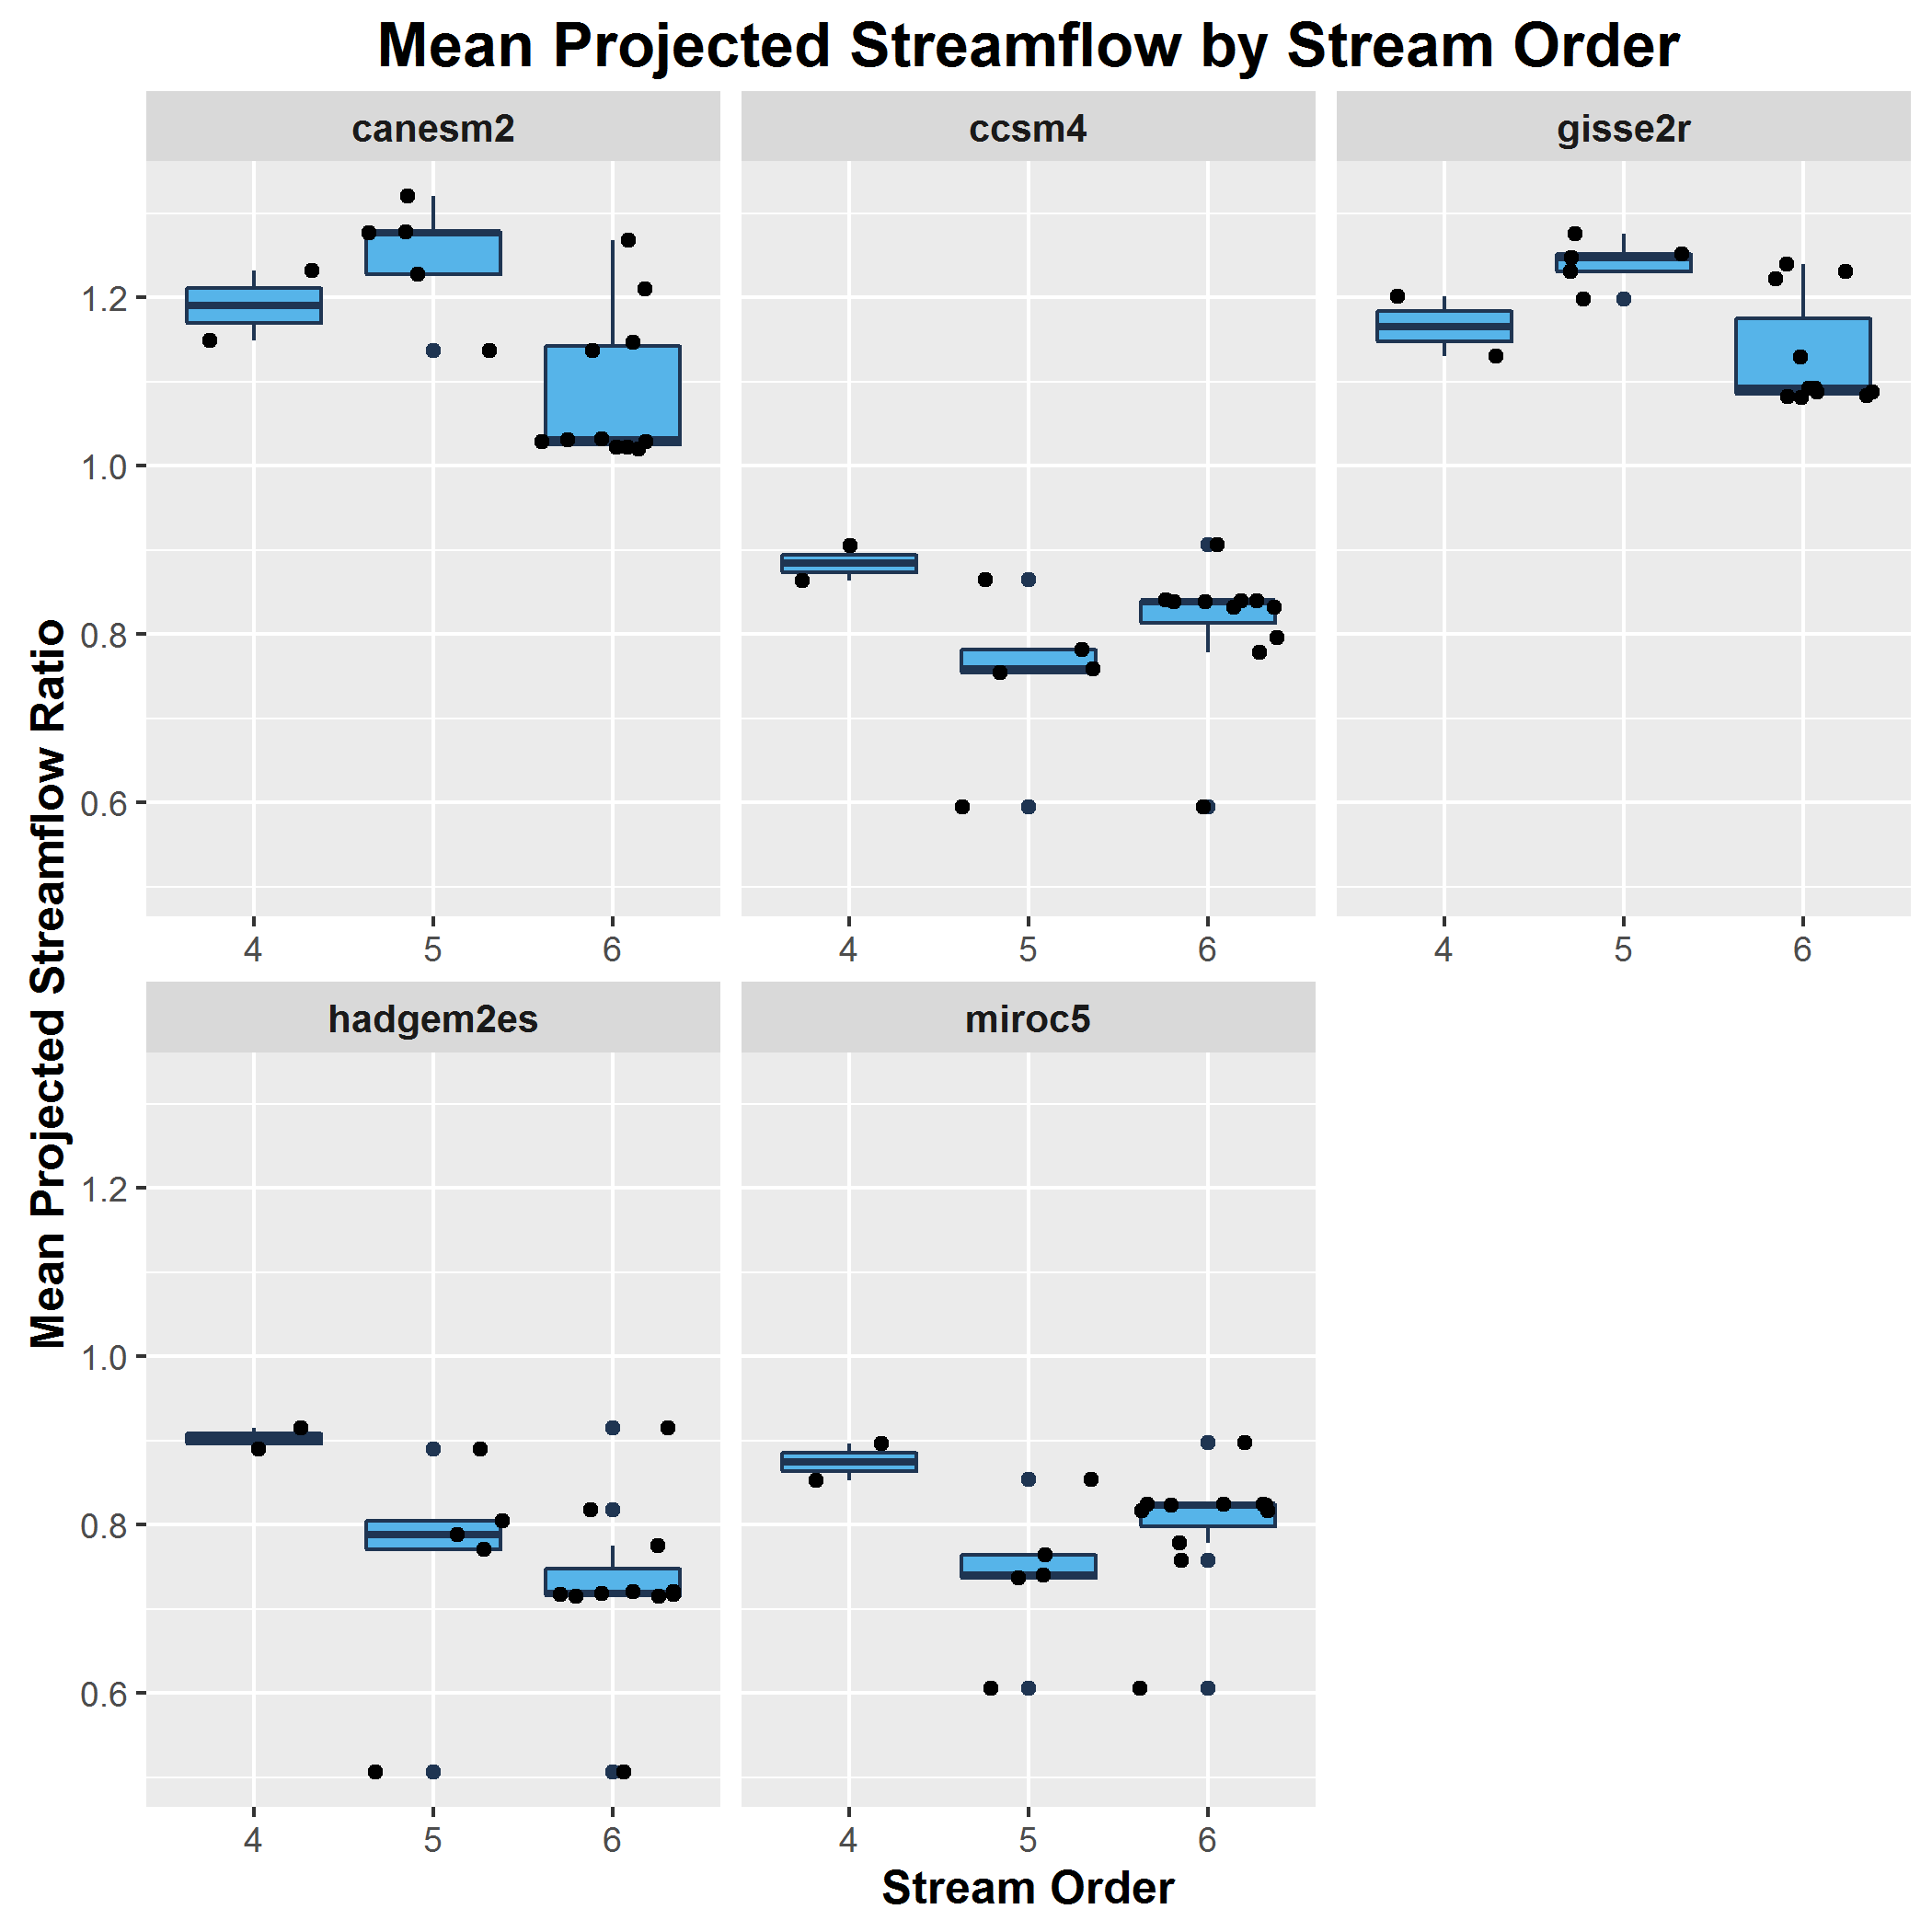 Mean Projected Streamflow by Stream Order
canesm2
ccsm4
gisse2r
Mean Projected Streamflow Ratio
1.2
1.0
0.8
0.6
4 5 6
4 5 6
4 5 6
hadgem2es
miroc5
1.2
1.0
0.8
0.6
4 5 6
4 5 6
Stream Order